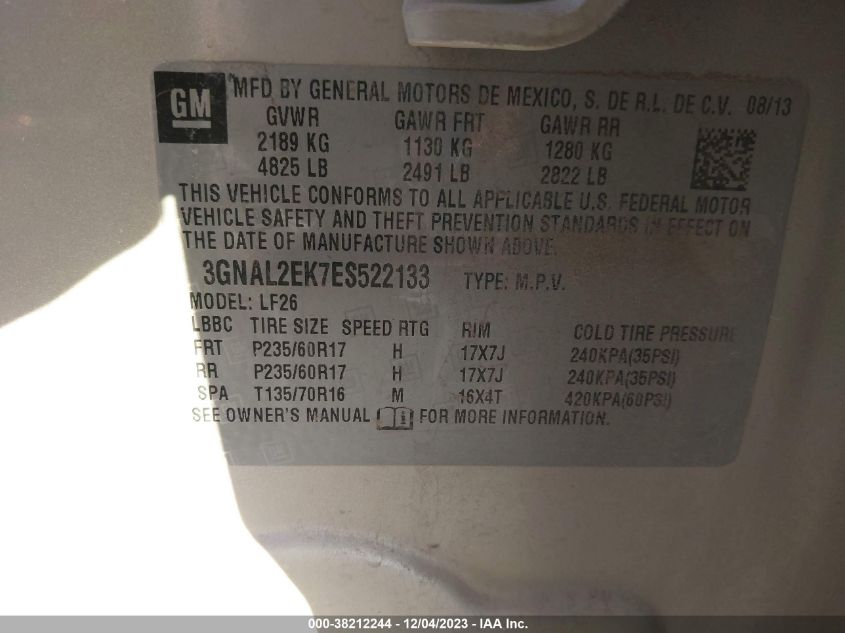 GM
MFD BY GENERAL MOTORS DE MEXICO, S. DE R.L. DE C.V. 08/13
GVWR GAWR FRT GAWR RR
2189 KG 1130 KG 1280 KG
4825 LB 2491 LB 2822 LB
THIS VEHICLE CONFORMS TO ALL APPLICABLE U.S. FEDERAL MOTOR
VEHICLE SAFETY AND THEFT PREVENTION STANDARDS IN EFFECT ON
THE DATE OF MANUFACTURE SHOWN ABOVE.
3GNAL2EK7ES522133 TYPE: M.P.V.
MODEL: LF26
LBBC TIRE SIZE SPEED RTG RIM COLD TIRE PRESSURE
FRT P235/60R17 H 17X7J 240KPA(35PSI)
RR P235/60R17 H 17X7J 240KPA(35PSI)
SPA T135/70R16 M 16X4T 420KPA(60PSI)
SEE OWNER'S MANUAL FOR MORE INFORMATION.
000-38212244 - 12/04/2023 - IAA Inc.